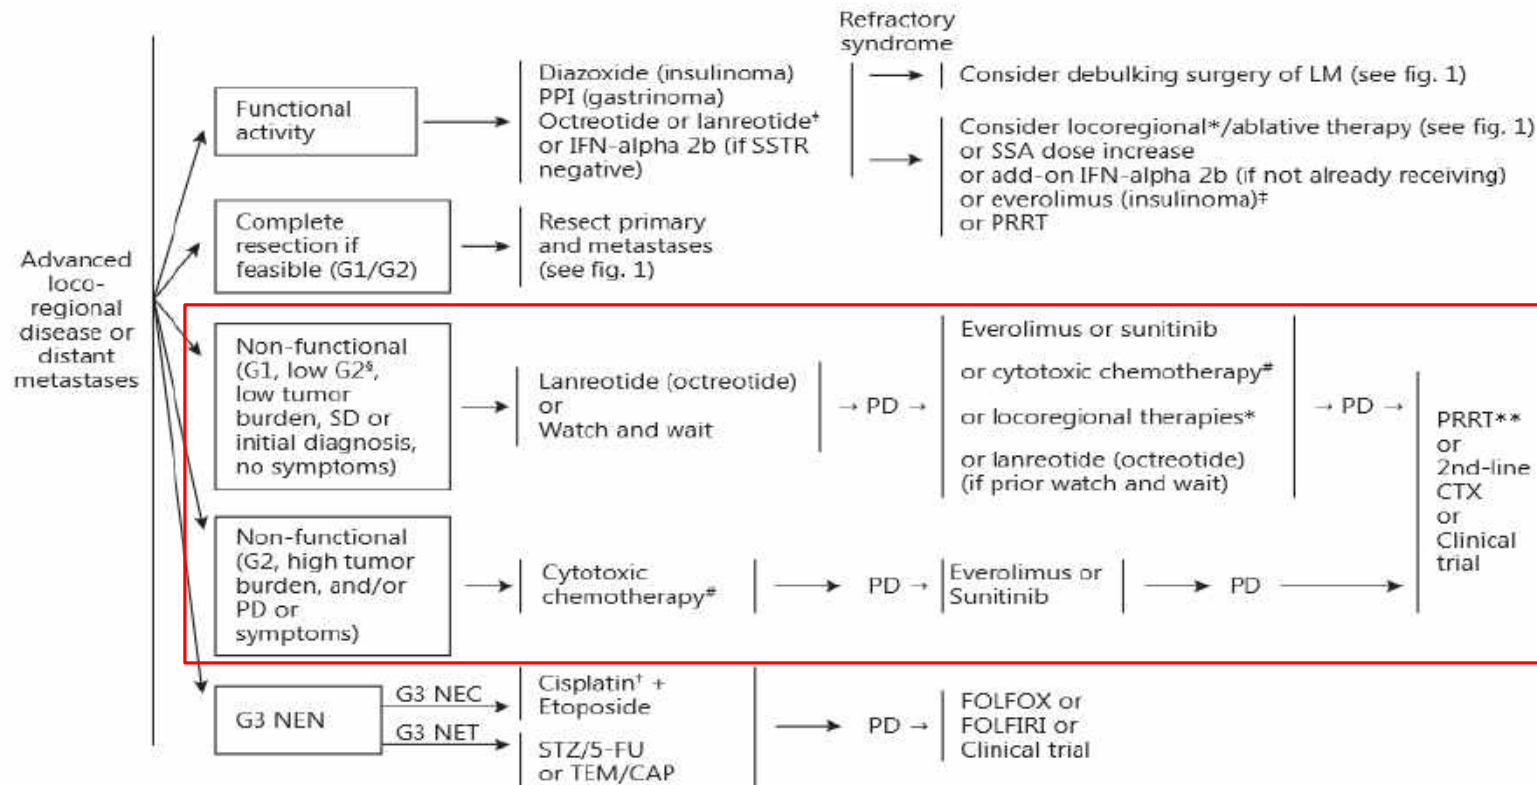 Advanced
loco-
regional
disease or
distant
metastases
Functional
activity
Diazoxide (insulinoma)
PPI (gastrinoma)
Octreotide or lanreotide‡
or IFN-alpha 2b (if SSTR
negative)
Refractory
syndrome
Consider debulking surgery of LM (see fig. 1)
Consider locoregional*/ablative therapy (see fig. 1)
or SSA dose increase
or add-on IFN-alpha 2b (if not already receiving)
or everolimus (insulinoma)‡
or PRRT
Complete
resection if
feasible (G1/G2)
Resect primary
and metastases
(see fig. 1)
Non-functional
(G1, low G2§,
low tumor
burden, SD or
initial diagnosis,
no symptoms)
Lanreotide (octreotide)
or
Watch and wait
→ PD →
Everolimus or sunitinib
or cytotoxic chemotherapy#
or locoregional therapies*
or lanreotide (octreotide)
(if prior watch and wait)
→ PD →
PRRT**
or
2nd-line
CTX
or
Clinical
trial
Non-functional
(G2, high tumor
burden, and/or
PD or
symptoms)
Cytotoxic
chemotherapy#
PD →
Everolimus or
Sunitinib
PD
G3 NEN
G3 NEC
Cisplatin† +
Etoposide
G3 NET
STZ/5-FU
or TEM/CAP
PD →
FOLFOX or
FOLFIRI or
Clinical trial